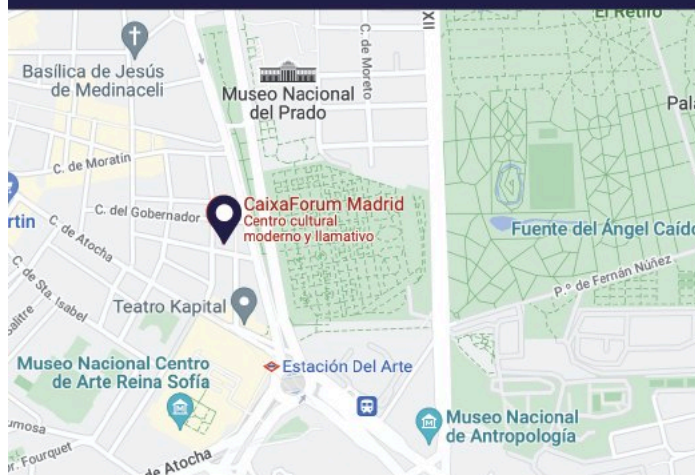 El Retiro
XII
C. de Moreto
Basílica de Jesús
de Medinaceli
Museo Nacional
del Prado
Pala
C. de Moratín
C. del Gobernador
CaixaForum Madrid
Centro cultural
moderno y llamativo
rtin
C. de Atocha
Fuente del Ángel Caído
P.º de Fernán Núñez
C. de Sta. Isabel
alitre
Teatro Kapital
Museo Nacional Centro
de Arte Reina Sofía
Estación Del Arte
Museo Nacional
de Antropología
umosa
r. Fourquet
de Atocha